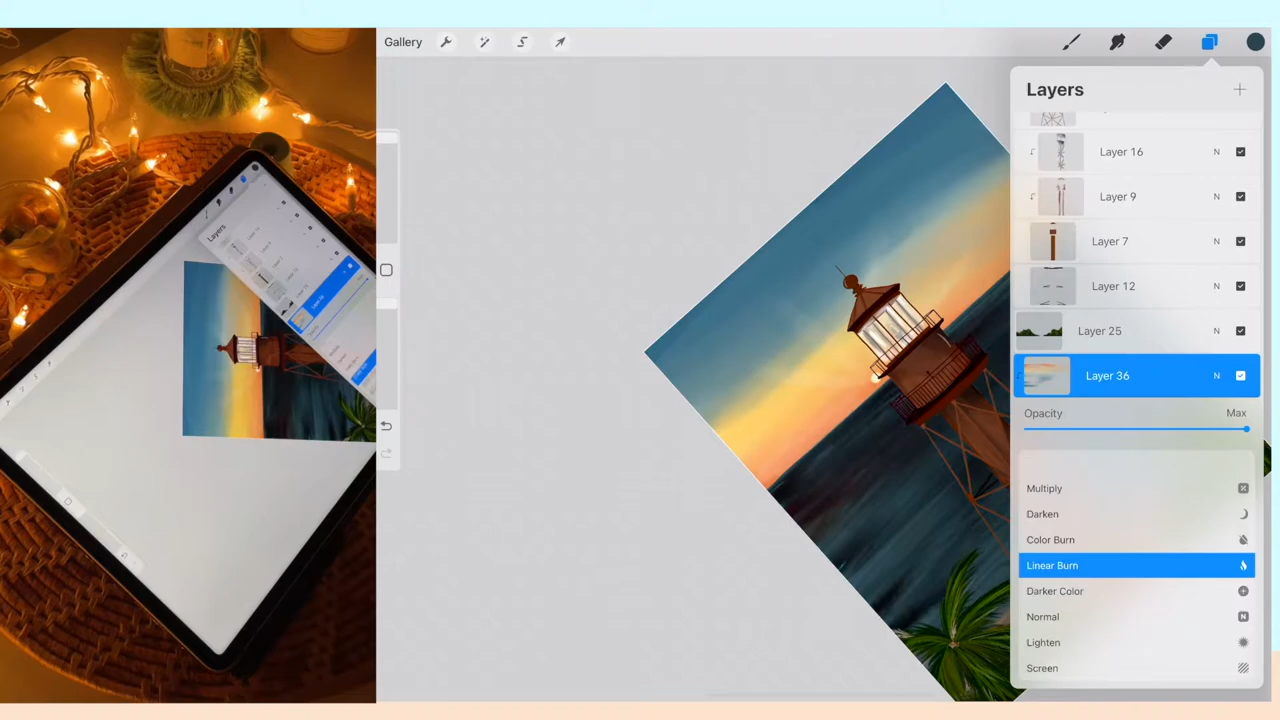 Gallery
Layers
Layer 16 N
Layer 9 N
Layer 7 N
Layer 12 N
Layer 25 N
Layer 36 N
Opacity Max
Multiply
Darken
Color Burn
Linear Burn
Darker Color
Normal N
Lighten
Screen
Layers